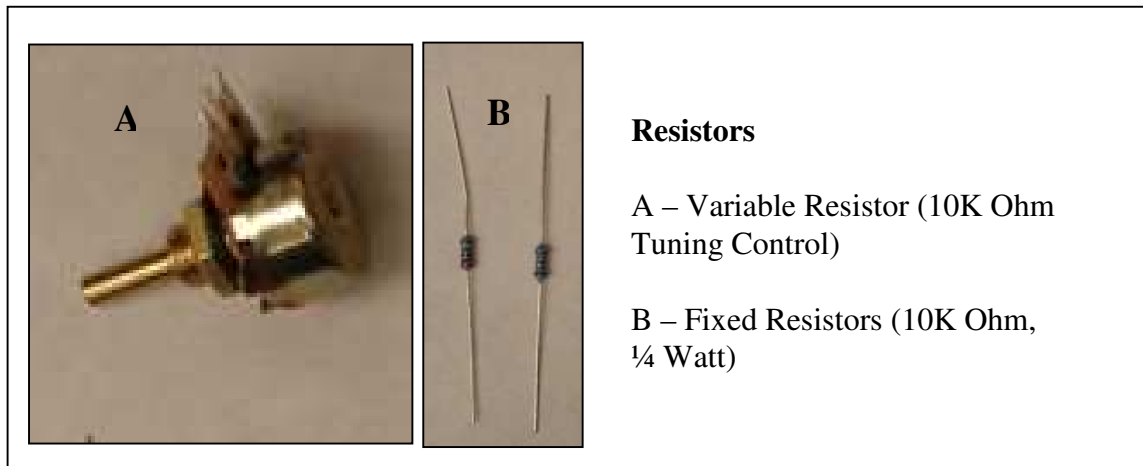 A
B
Resistors
A – Variable Resistor (10K Ohm
Tuning Control)
B – Fixed Resistors (10K Ohm,
¼ Watt)